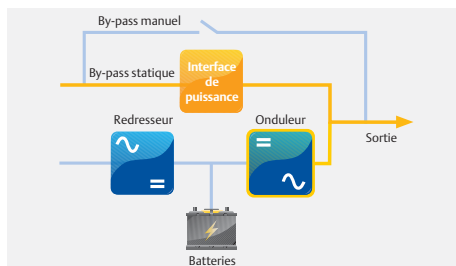 By-pass manuel
By-pass statique
Interface
de
puissance
Redresseur
Onduleur
Sortie
Batteries